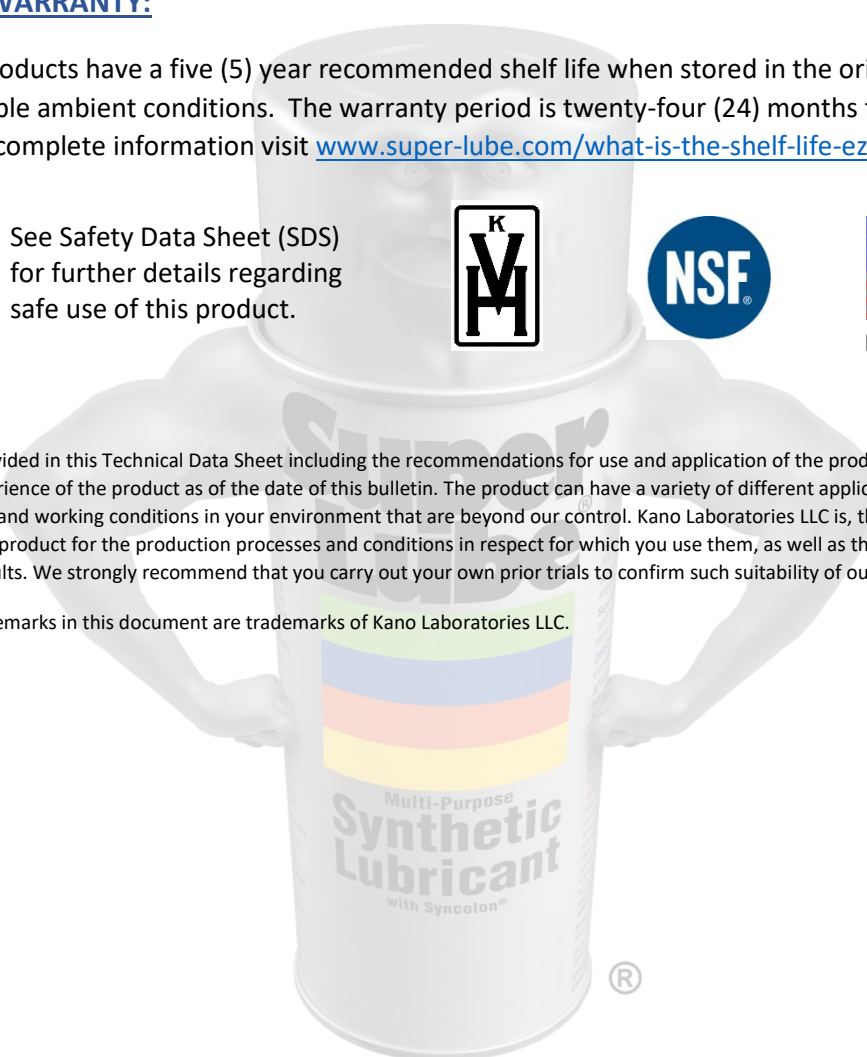 WARRANTY:
oducts have a five (5) year recommended shelf life when stored in the ori
ble ambient conditions. The warranty period is twenty-four (24) months
complete information visit www.super-lube.com/what-is-the-shelf-life-ez
See Safety Data Sheet (SDS)
for further details regarding
safe use of this product.
K
VH
NSF®
vided in this Technical Data Sheet including the recommendations for use and application of the prod
rience of the product as of the date of this bulletin. The product can have a variety of different applic
and working conditions in your environment that are beyond our control. Kano Laboratories LLC is, th
product for the production processes and conditions in respect for which you use them, as well as th
ults. We strongly recommend that you carry out your own prior trials to confirm such suitability of ou
emarks in this document are trademarks of Kano Laboratories LLC.
Super
Lube®
Multi-Purpose
Synthetic
Lubricant
with Syncolon®
®